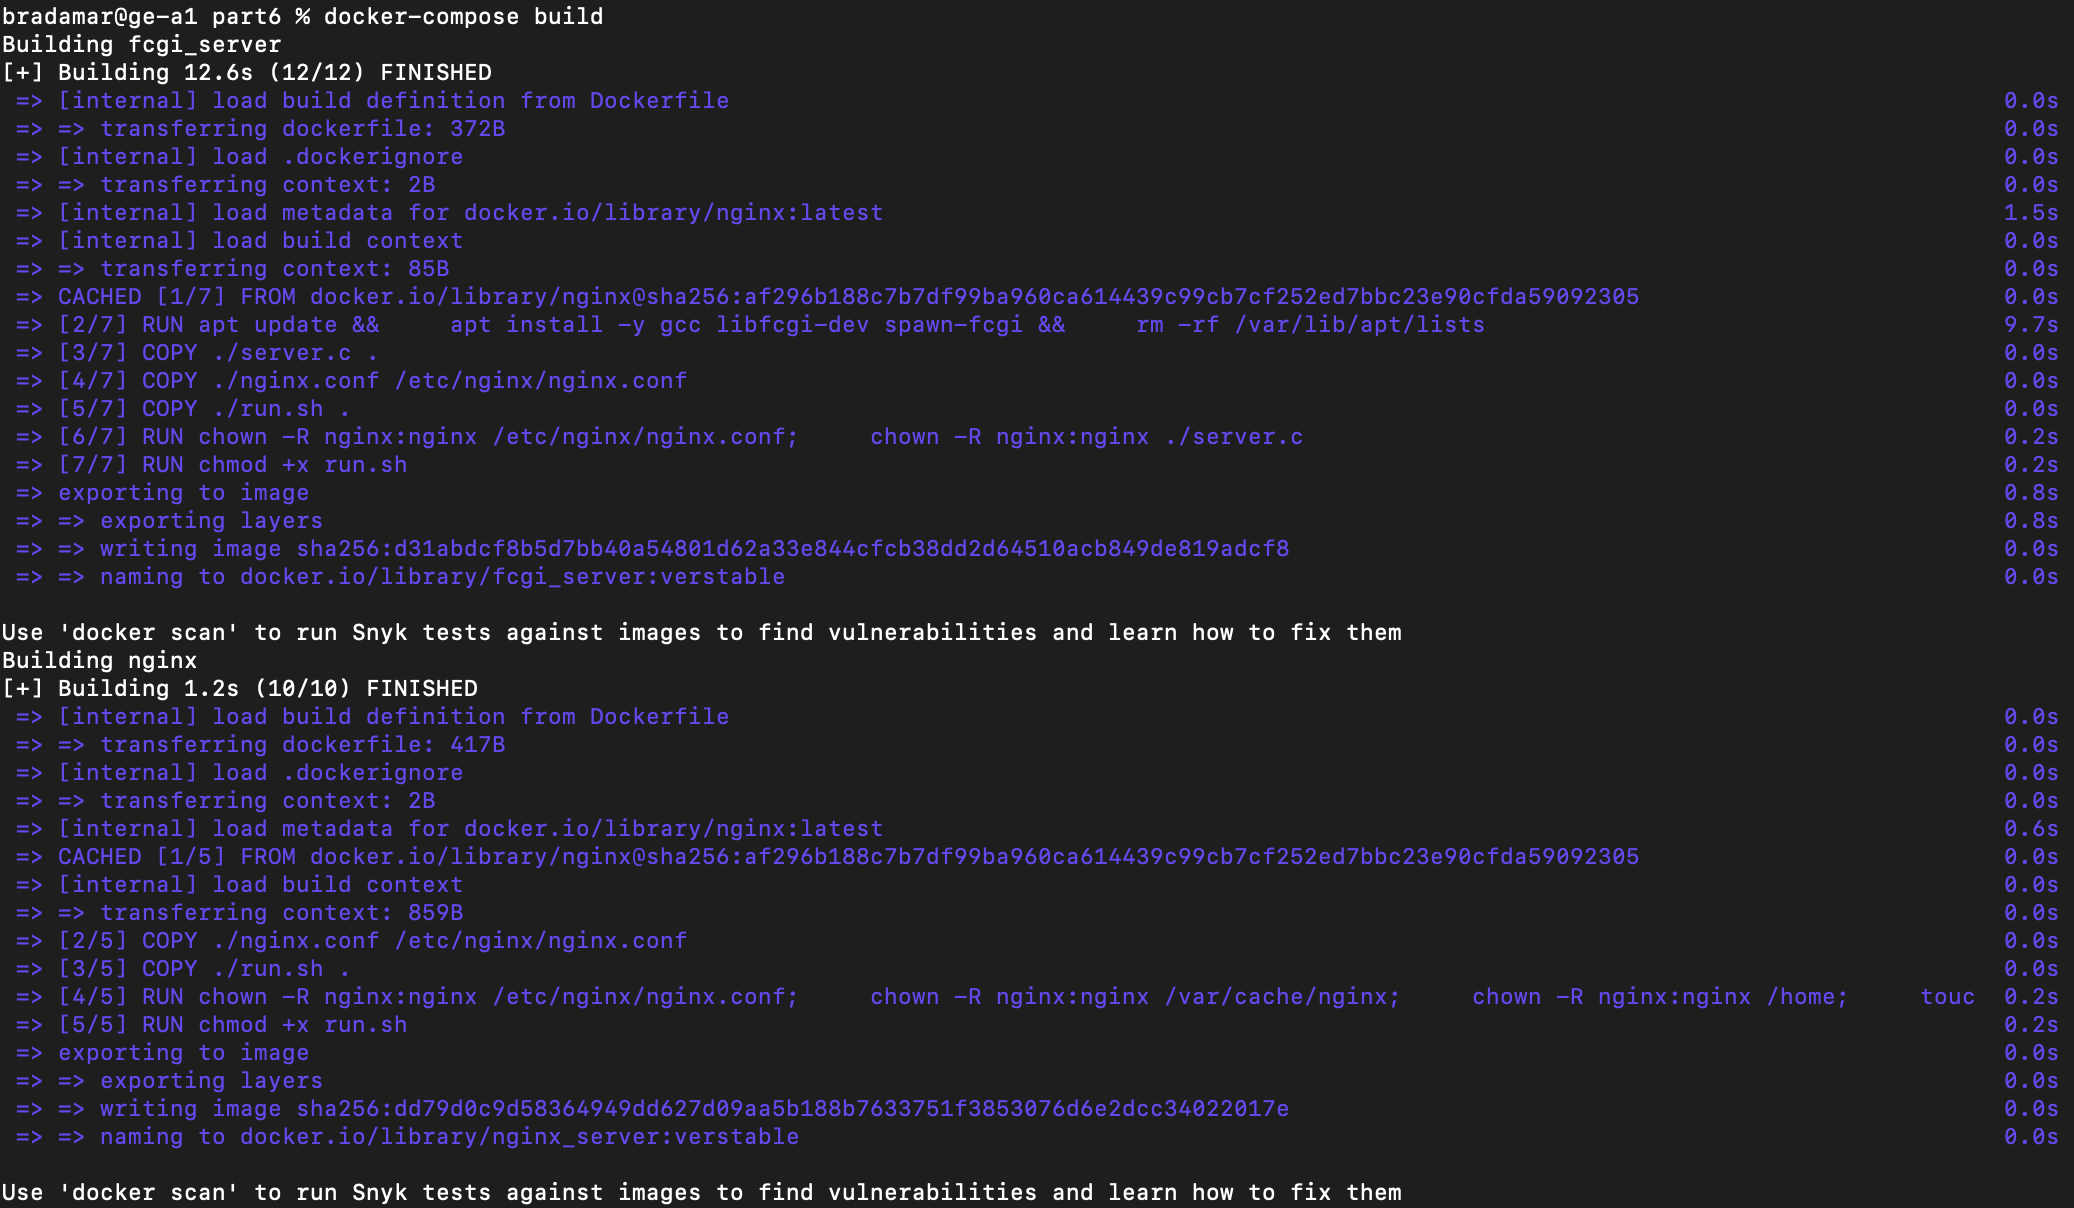 bradamar@ge-a1 part6 % docker-compose build
Building fcgi_server
[+] Building 12.6s (12/12) FINISHED
=> [internal] load build definition from Dockerfile 0.0s
=> => transferring dockerfile: 372B 0.0s
=> [internal] load .dockerignore 0.0s
=> => transferring context: 2B 0.0s
=> [internal] load metadata for docker.io/library/nginx:latest 1.5s
=> [internal] load build context 0.0s
=> => transferring context: 85B 0.0s
=> CACHED [1/7] FROM docker.io/library/nginx@sha256:af296b188c7b7df99ba960ca614439c99cb7cf252ed7bbc23e90cfda59092305 0.0s
=> [2/7] RUN apt update &&     apt install -y gcc libfcgi-dev spawn-fcgi &&     rm -rf /var/lib/apt/lists 9.7s
=> [3/7] COPY ./server.c . 0.0s
=> [4/7] COPY ./nginx.conf /etc/nginx/nginx.conf 0.0s
=> [5/7] COPY ./run.sh . 0.0s
=> [6/7] RUN chown -R nginx:nginx /etc/nginx/nginx.conf;     chown -R nginx:nginx ./server.c 0.2s
=> [7/7] RUN chmod +x run.sh 0.2s
=> exporting to image 0.8s
=> => exporting layers 0.8s
=> => writing image sha256:d31abdcf8b5d7bb40a54801d62a33e844cfcb38dd2d64510acb849de819adcf8 0.0s
=> => naming to docker.io/library/fcgi_server:verstable 0.0s
Use 'docker scan' to run Snyk tests against images to find vulnerabilities and learn how to fix them
Building nginx
[+] Building 1.2s (10/10) FINISHED
=> [internal] load build definition from Dockerfile 0.0s
=> => transferring dockerfile: 417B 0.0s
=> [internal] load .dockerignore 0.0s
=> => transferring context: 2B 0.0s
=> [internal] load metadata for docker.io/library/nginx:latest 0.6s
=> CACHED [1/5] FROM docker.io/library/nginx@sha256:af296b188c7b7df99ba960ca614439c99cb7cf252ed7bbc23e90cfda59092305 0.0s
=> [internal] load build context 0.0s
=> => transferring context: 859B 0.0s
=> [2/5] COPY ./nginx.conf /etc/nginx/nginx.conf 0.0s
=> [3/5] COPY ./run.sh . 0.0s
=> [4/5] RUN chown -R nginx:nginx /etc/nginx/nginx.conf;     chown -R nginx:nginx /var/cache/nginx;     chown -R nginx:nginx /home;     touc 0.2s
=> [5/5] RUN chmod +x run.sh 0.2s
=> exporting to image 0.0s
=> => exporting layers 0.0s
=> => writing image sha256:dd79d0c9d58364949dd627d09aa5b188b7633751f3853076d6e2dcc34022017e 0.0s
=> => naming to docker.io/library/nginx_server:verstable 0.0s
Use 'docker scan' to run Snyk tests against images to find vulnerabilities and learn how to fix them